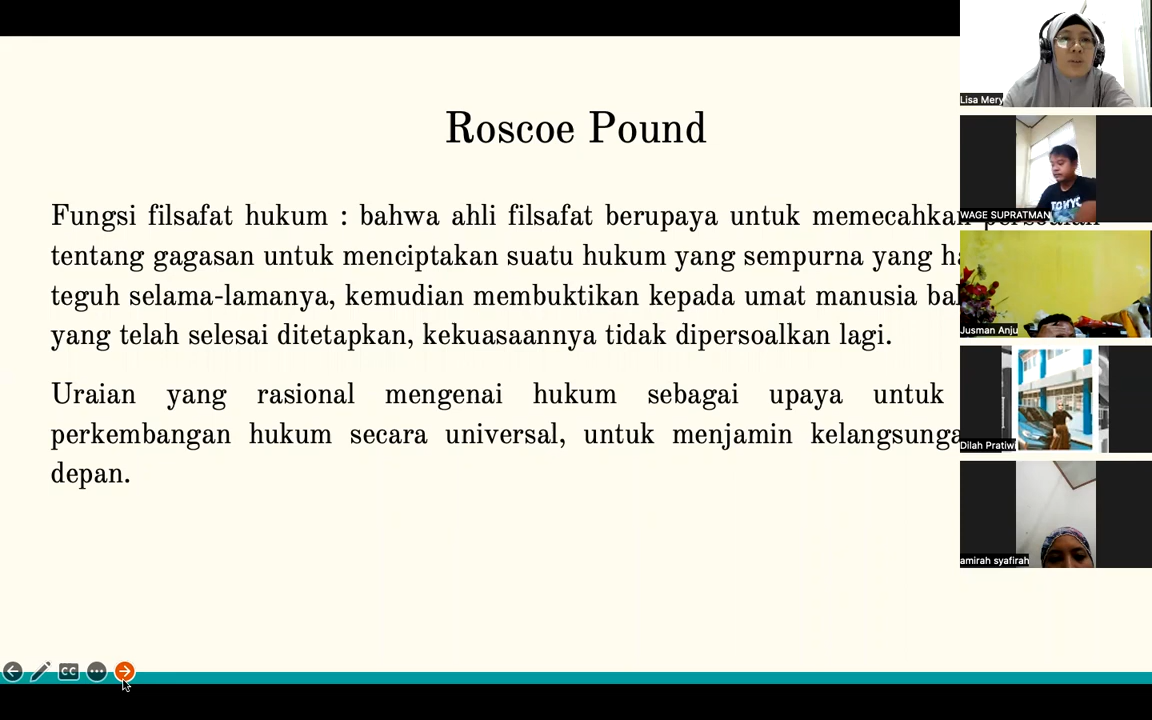 Roscoe Pound
Fungsi filsafat hukum : bahwa ahli filsafat berupaya untuk memecahkan
tentang gagasan untuk menciptakan suatu hukum yang sempurna yang
teguh selama-lamanya, kemudian membuktikan kepada umat manusia
yang telah selesai ditetapkan, kekuasaannya tidak dipersoalkan lagi.
Uraian yang rasional mengenai hukum sebagai upaya untuk
perkembangan hukum secara universal, untuk menjamin
depan.
CC
Lisa Mery
WAGE SUPRATMAN
Jusman Anju
Dilah Pratiwi
amirah syafirah